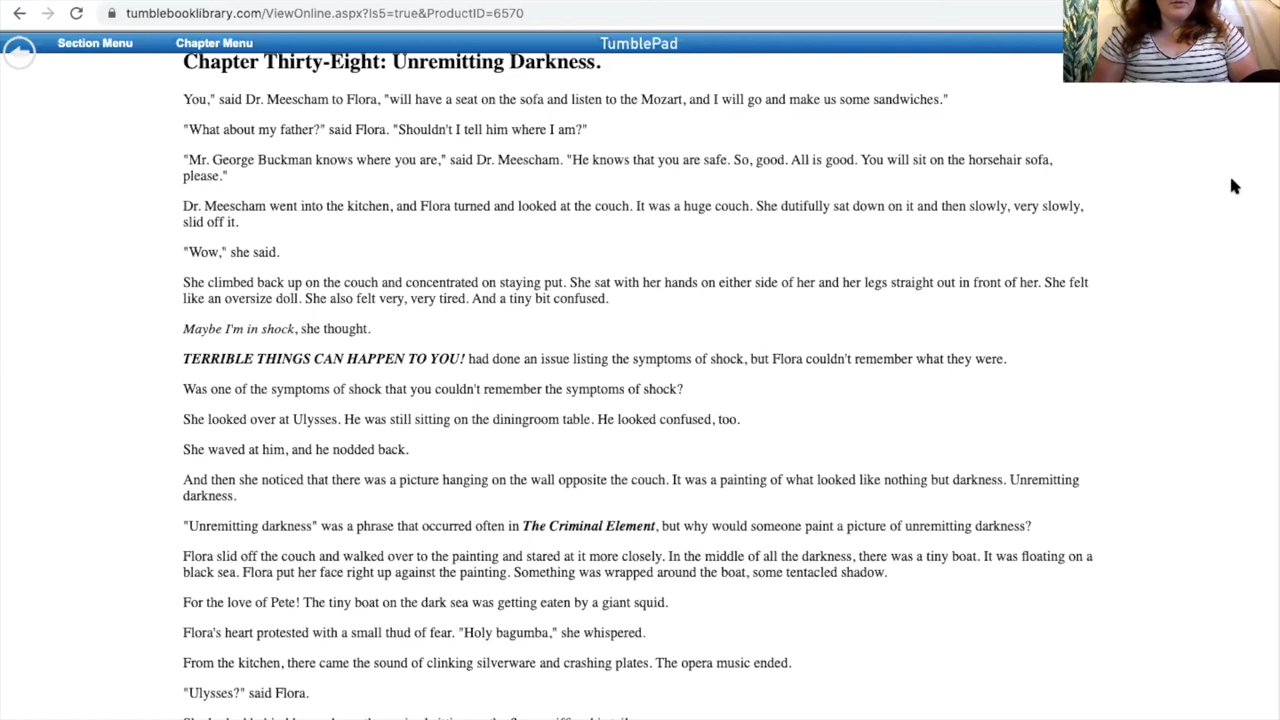 tumblebooklibrary.com/ViewOnline.aspx?ls5=true&ProductID=6570
Section Menu Chapter Menu TumblePad
Chapter Thirty-Eight: Unremitting Darkness.
You," said Dr. Meescham to Flora, "will have a seat on the sofa and listen to the Mozart, and I will go and make us some sandwiches."
"What about my father?" said Flora. "Shouldn't I tell him where I am?"
"Mr. George Buckman knows where you are," said Dr. Meescham. "He knows that you are safe. So, good. All is good. You will sit on the horsehair sofa,
please."
Dr. Meescham went into the kitchen, and Flora turned and looked at the couch. It was a huge couch. She dutifully sat down on it and then slowly, very slowly,
slid off it.
"Wow," she said.
She climbed back up on the couch and concentrated on staying put. She sat with her hands on either side of her and her legs straight out in front of her. She felt
like an oversize doll. She also felt very, very tired. And a tiny bit confused.
Maybe I'm in shock, she thought.
TERRIBLE THINGS CAN HAPPEN TO YOU! had done an issue listing the symptoms of shock, but Flora couldn't remember what they were.
Was one of the symptoms of shock that you couldn't remember the symptoms of shock?
She looked over at Ulysses. He was still sitting on the diningroom table. He looked confused, too.
She waved at him, and he nodded back.
And then she noticed that there was a picture hanging on the wall opposite the couch. It was a painting of what looked like nothing but darkness. Unremitting
darkness.
"Unremitting darkness" was a phrase that occurred often in The Criminal Element, but why would someone paint a picture of unremitting darkness?
Flora slid off the couch and walked over to the painting and stared at it more closely. In the middle of all the darkness, there was a tiny boat. It was floating on a
black sea. Flora put her face right up against the painting. Something was wrapped around the boat, some tentacled shadow.
For the love of Pete! The tiny boat on the dark sea was getting eaten by a giant squid.
Flora's heart protested with a small thud of fear. "Holy bagumba," she whispered.
From the kitchen, there came the sound of clinking silverware and crashing plates. The opera music ended.
"Ulysses?" said Flora.